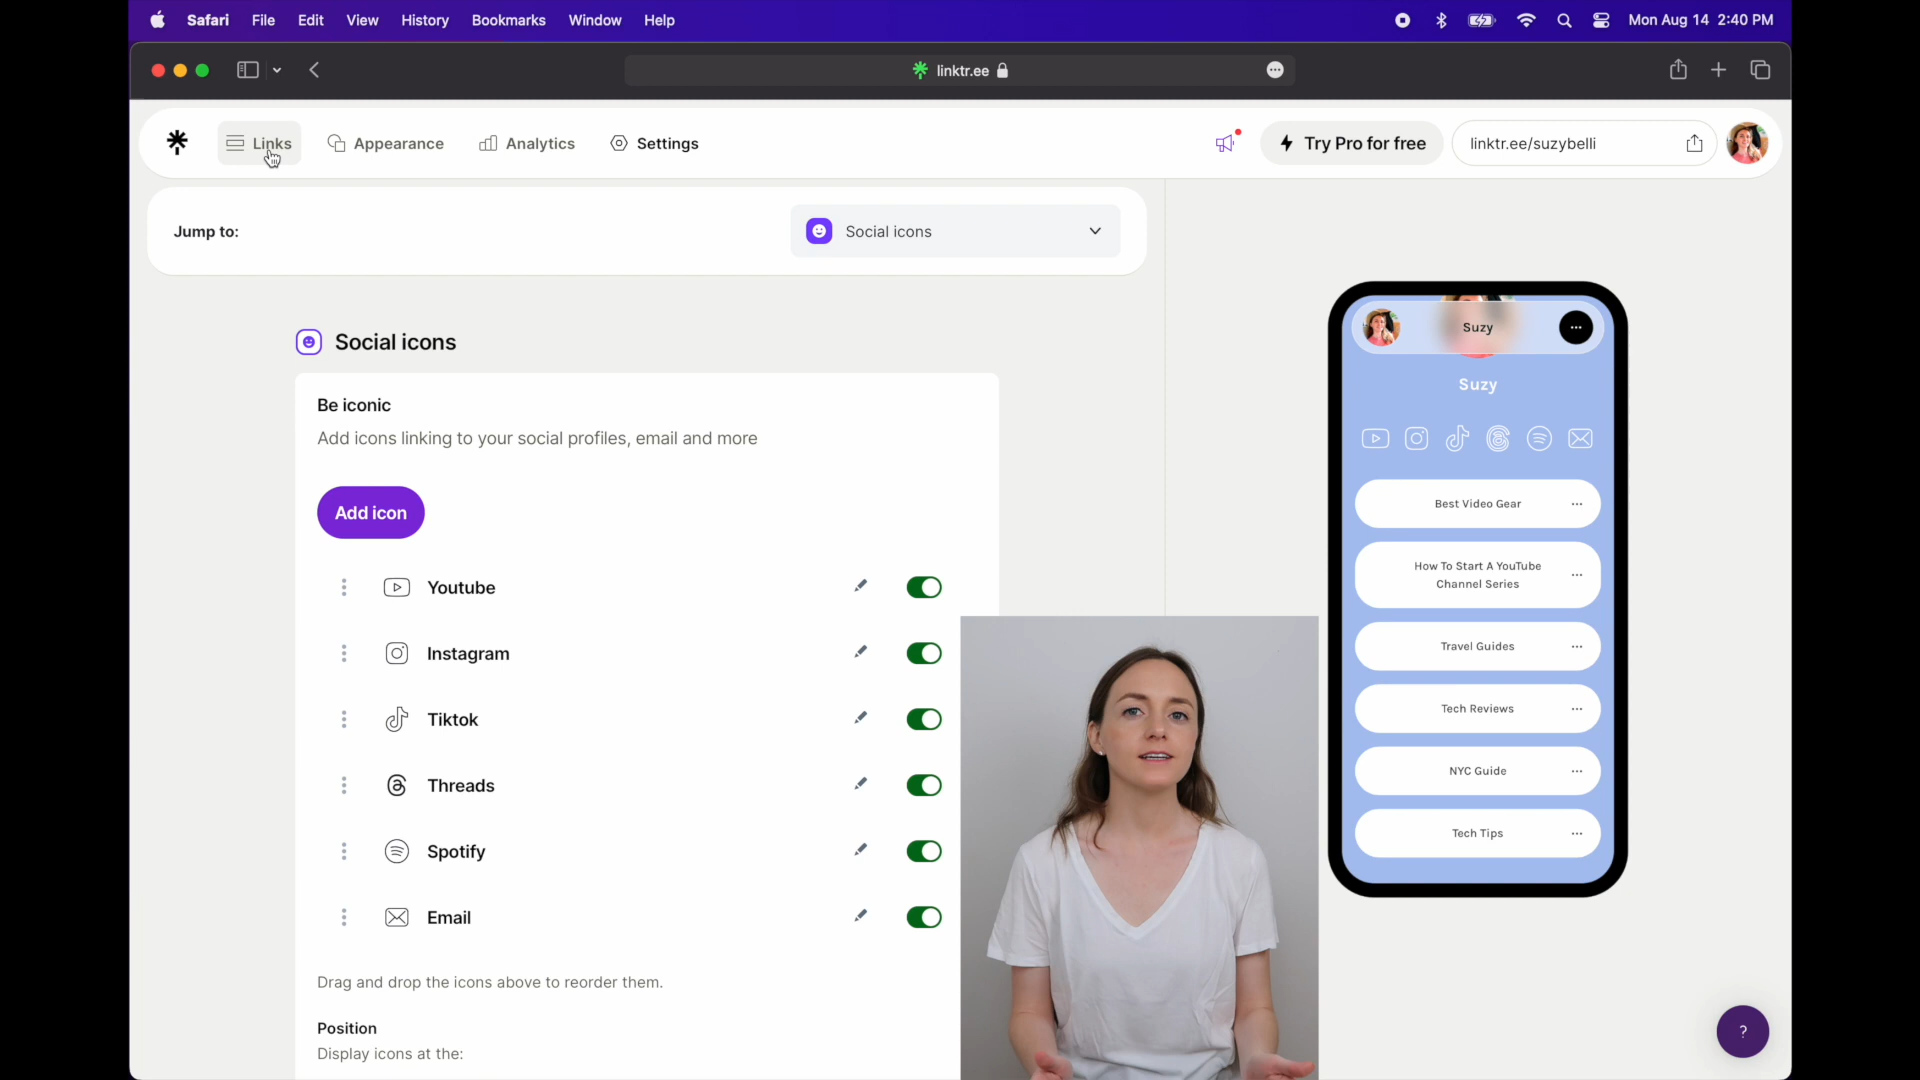 Safari File Edit View History Bookmarks Window Help Mon Aug 14 2:40 PM
linktr.ee
Links Appearance Analytics Settings Try Pro for free linktr.ee/suzybelli
Jump to: Social icons
Social icons
Be iconic
Add icons linking to your social profiles, email and more
Add icon
Youtube
Instagram
Tiktok
Threads
Spotify
Email
Drag and drop the icons above to reorder them.
Position
Display icons at the:
Suzy
Suzy
Best Video Gear
How To Start A YouTube
Channel Series
Travel Guides
Tech Reviews
NYC Guide
Tech Tips
?